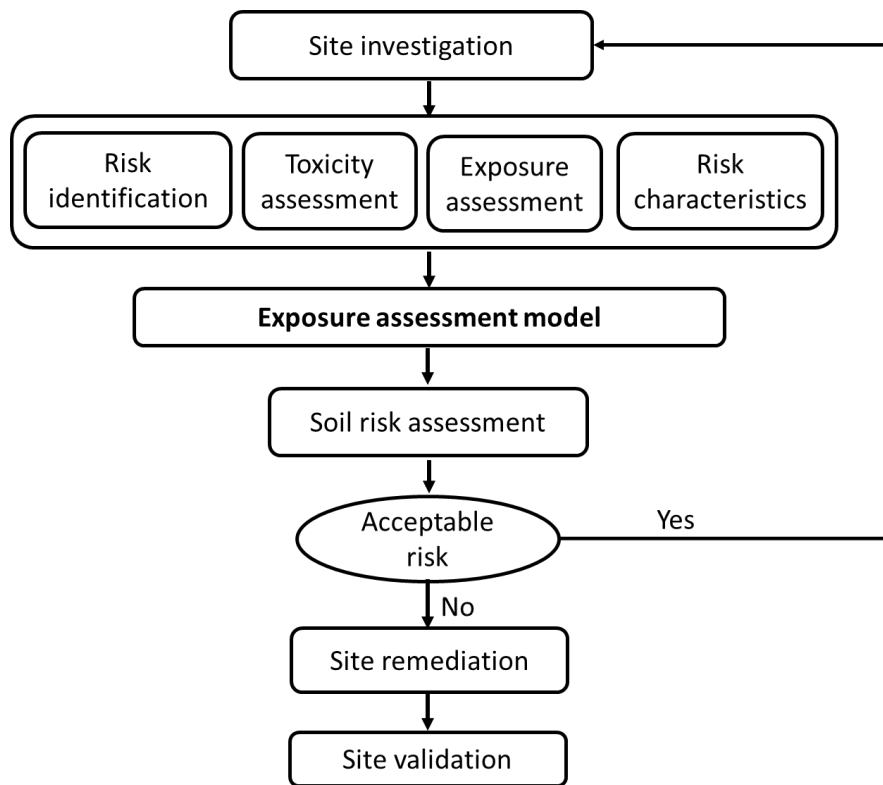 Site investigation
Risk
identification
Toxicity
assessment
Exposure
assessment
Risk
characteristics
Exposure assessment model
Soil risk assessment
Acceptable
risk
Yes
No
Site remediation
Site validation